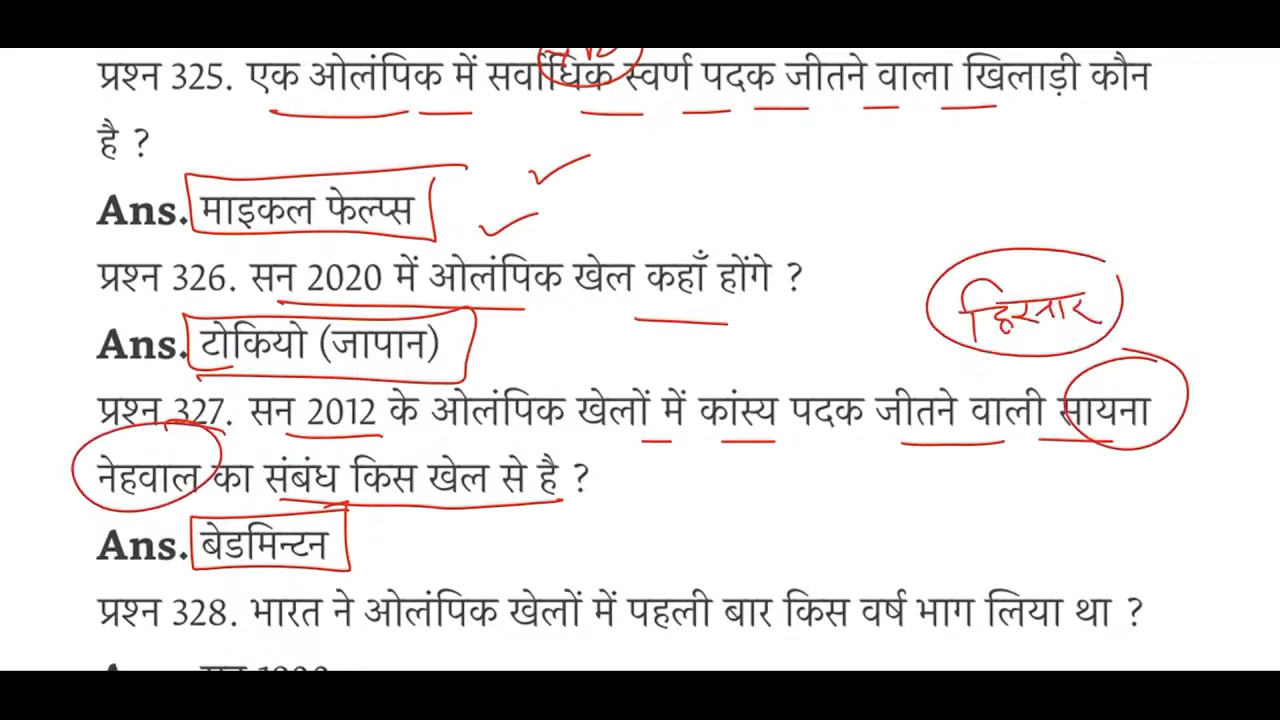 प्रश्न 325. एक ओलंपिक में सर्वाधिक स्वर्ण पदक जीतने वाला खिलाड़ी कौन
है ?
Ans. माइकल फेल्प्स
प्रश्न 326. सन 2020 में ओलंपिक खेल कहाँ होंगे ?
हिसार
Ans. टोकियो (जापान)
प्रश्न 327. सन 2012 के ओलंपिक खेलों में कांस्य पदक जीतने वाली सायना
नेहवाल का संबंध किस खेल से है ?
Ans. बेडमिन्टन
प्रश्न 328. भारत ने ओलंपिक खेलों में पहली बार किस वर्ष भाग लिया था ?